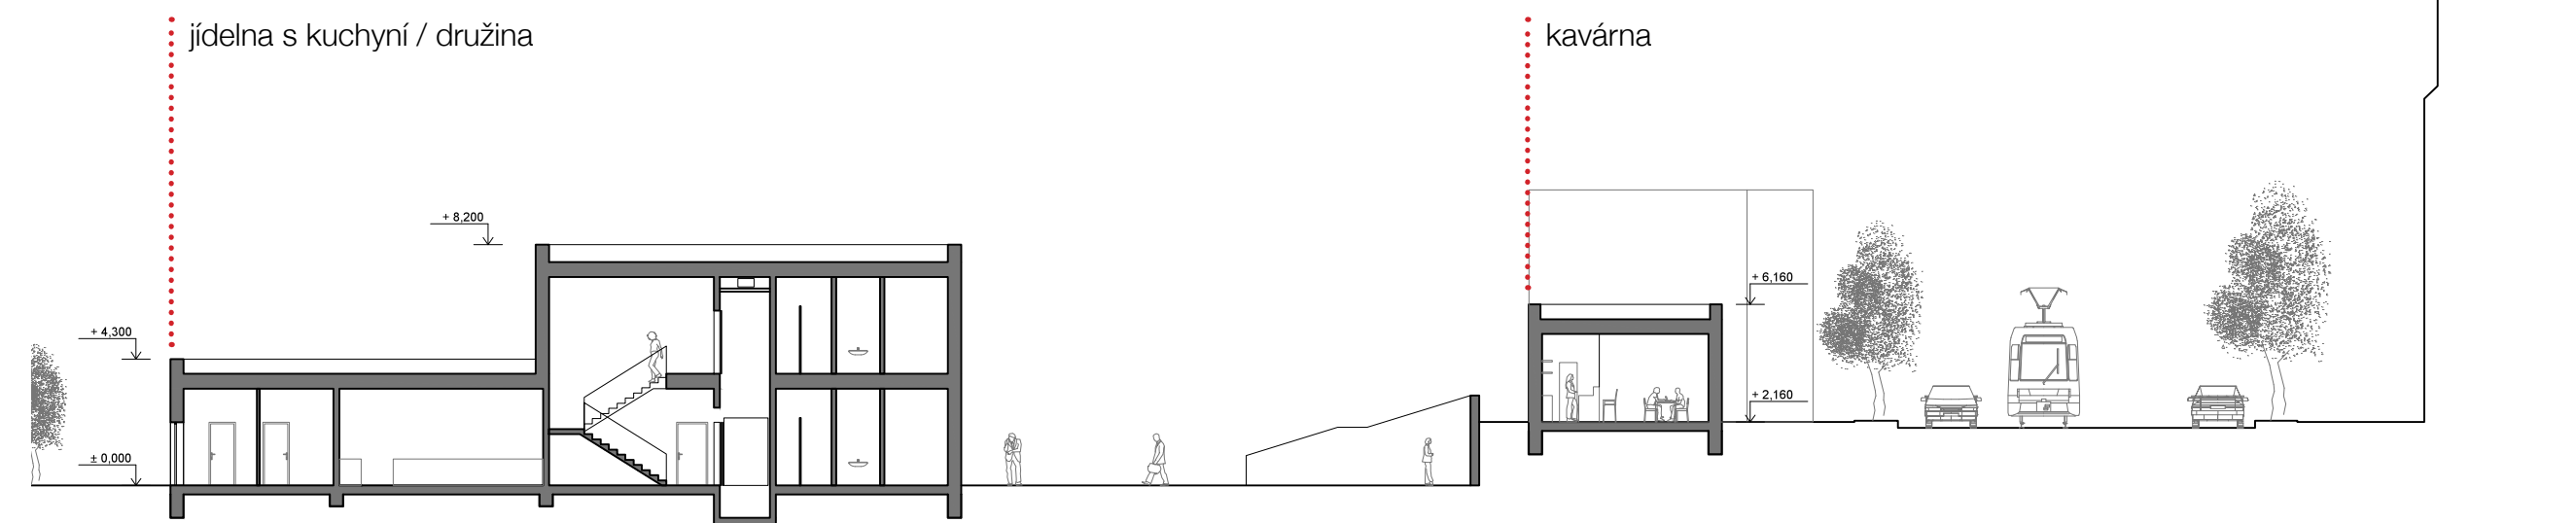 jídelna s kuchyní / družina
kavárna
+ 8,200
+ 6,160
+ 4,300
+ 2,160
± 0,000